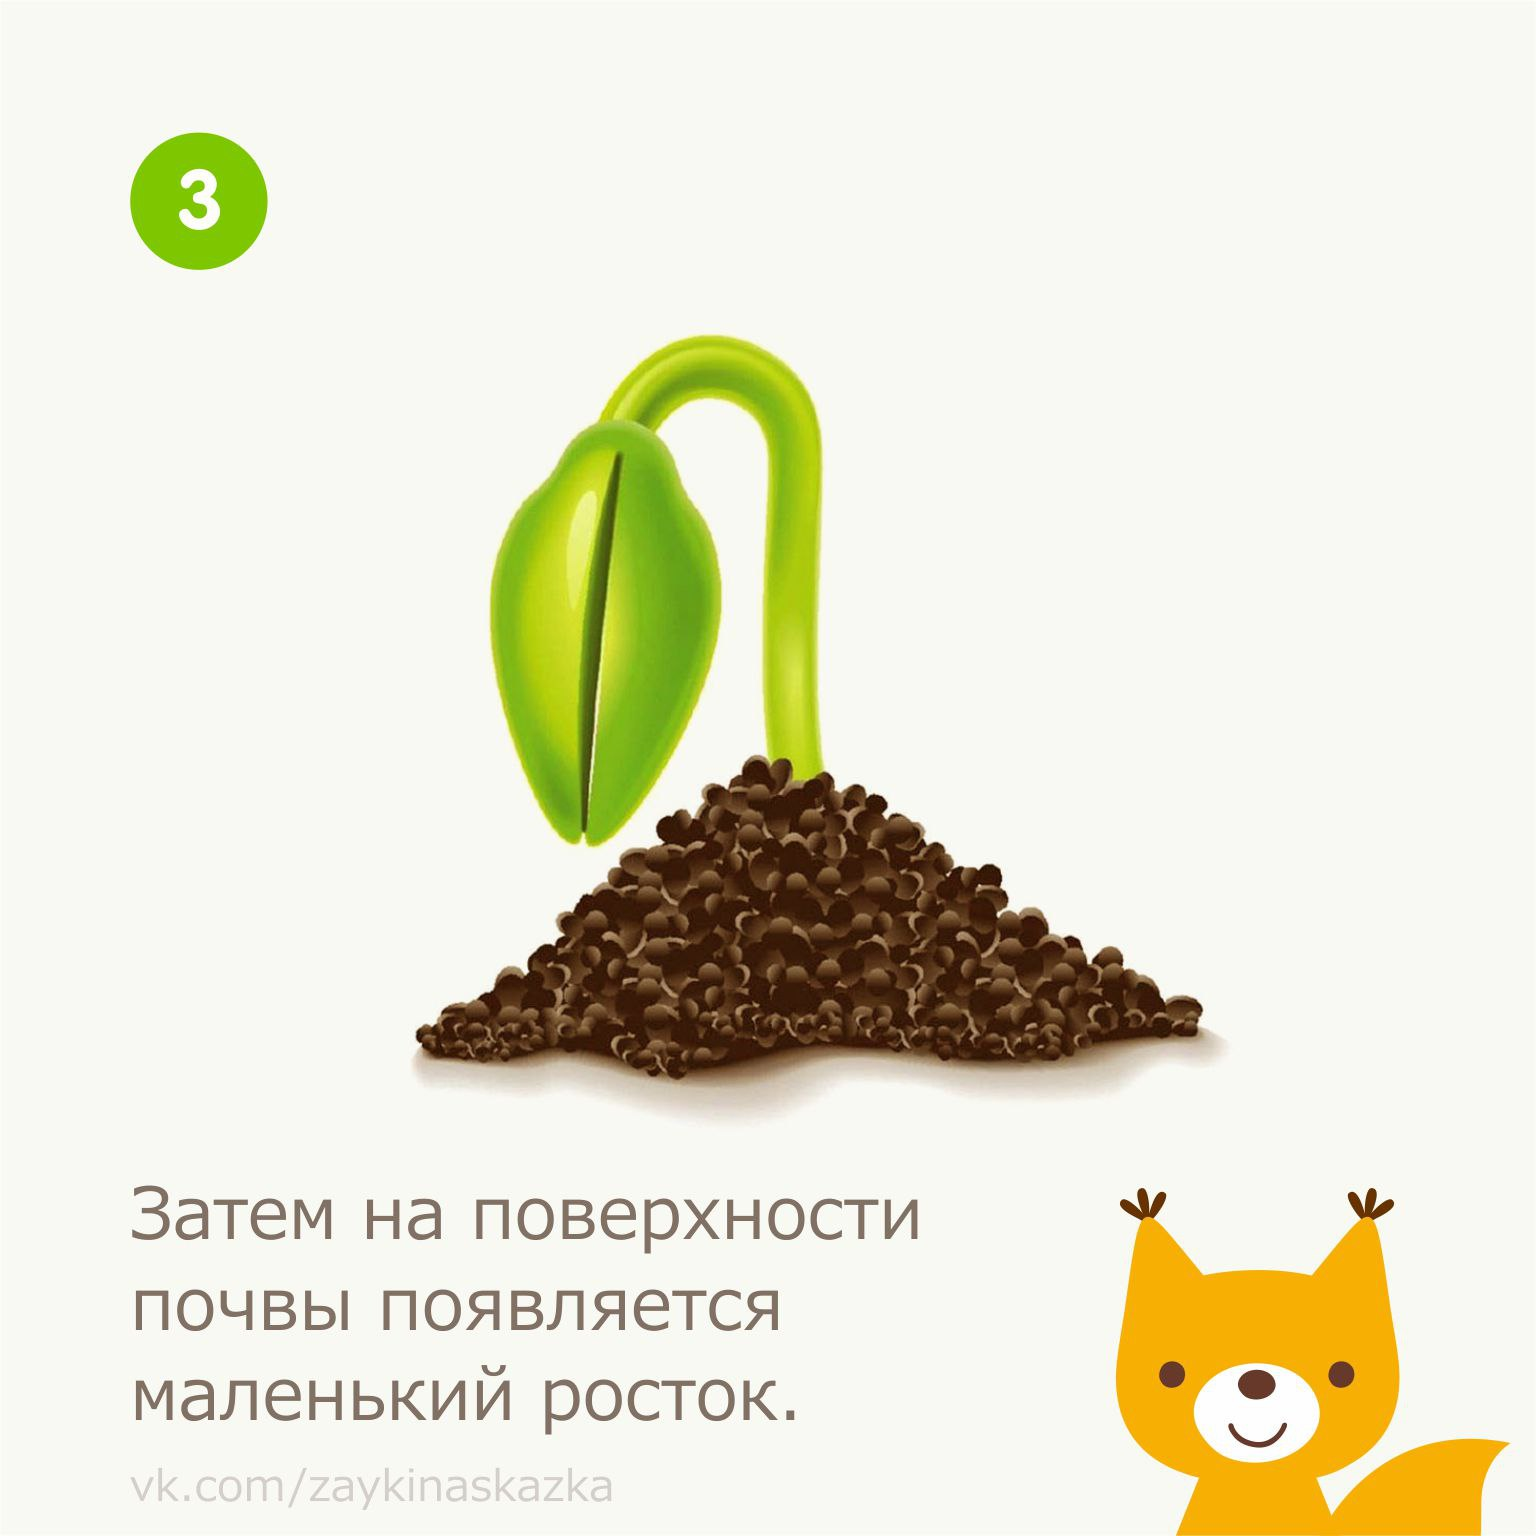 3
Затем на поверхности
почвы появляется
маленький росток.
vk.com/zaykinaskazka